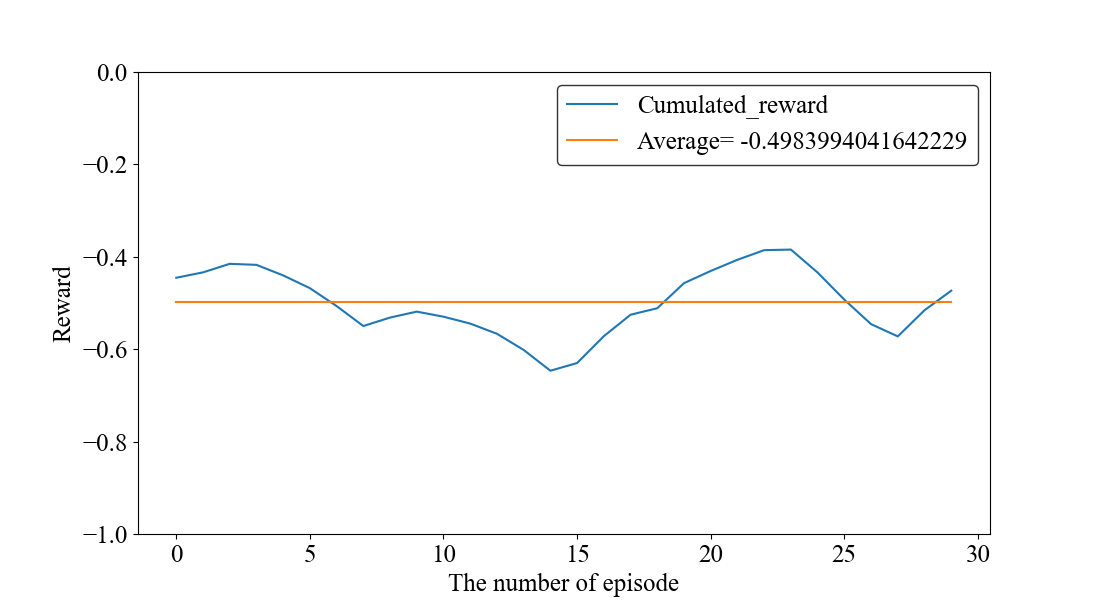 0.0
−0.2
−0.4
−0.6
−0.8
−1.0
Reward
Cumulated_reward
Average= -0.4983994041642229
0 5 10 15 20 25 30
The number of episode